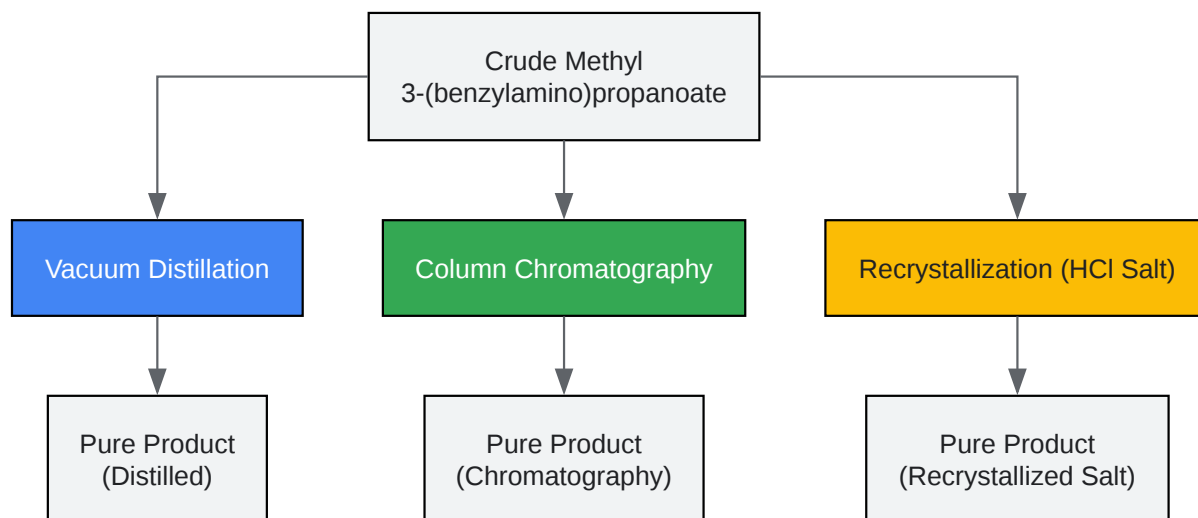 Crude Methyl
3-(benzylamino)propanoate
Vacuum Distillation
Column Chromatography
Recrystallization (HCl Salt)
Pure Product
(Distilled)
Pure Product
(Chromatography)
Pure Product
(Recrystallized Salt)